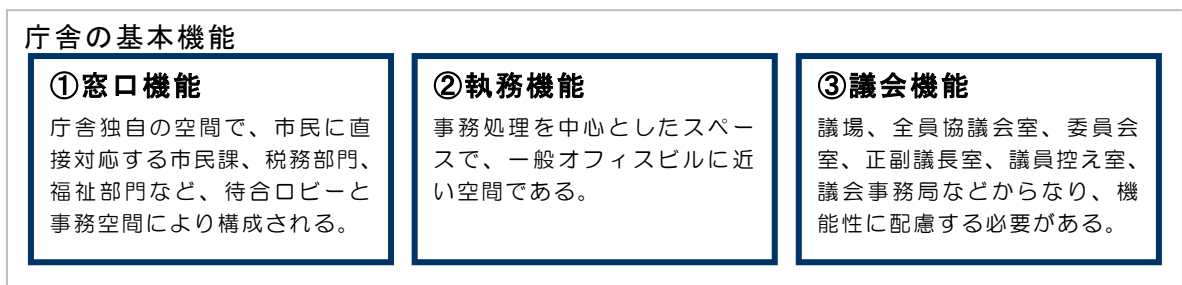 庁舎の基本機能
①窓口機能
庁舎独自の空間で、市民に直
接対応する市民課、税務部門、
福祉部門など、待合ロビーと
事務空間により構成される。
②執務機能
事務処理を中心としたスペー
スで、一般オフィスビルに近
い空間である。
③議会機能
議場、全員協議会室、委員会
室、正副議長室、議員控え室、
議会事務局などからなり、機
能性に配慮する必要がある。